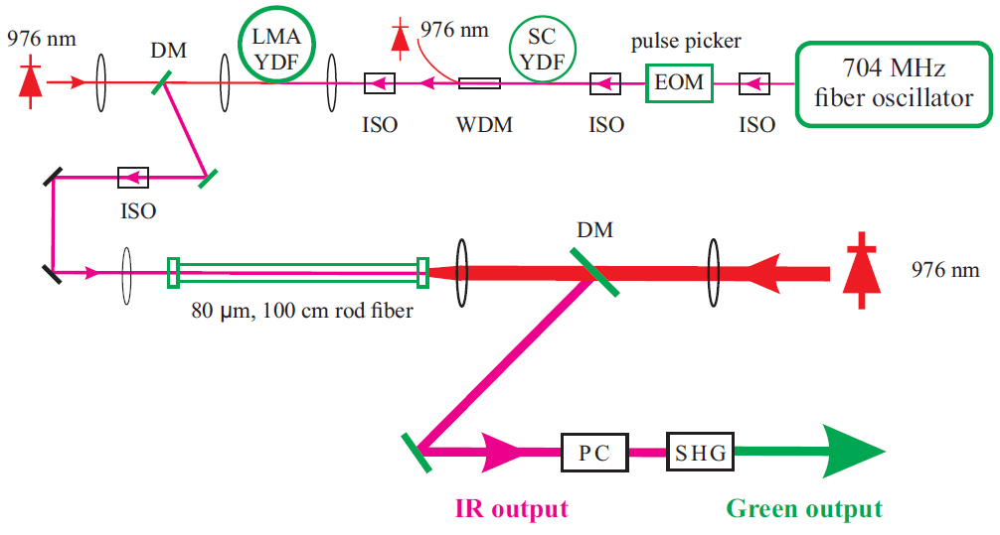 976 nm
DM
LMA
YDF
976 nm
SC
YDF
pulse picker
EOM
704 MHz
fiber oscillator
ISO
WDM
ISO
ISO
ISO
80 μm, 100 cm rod fiber
DM
976 nm
PC
SHG
IR output
Green output